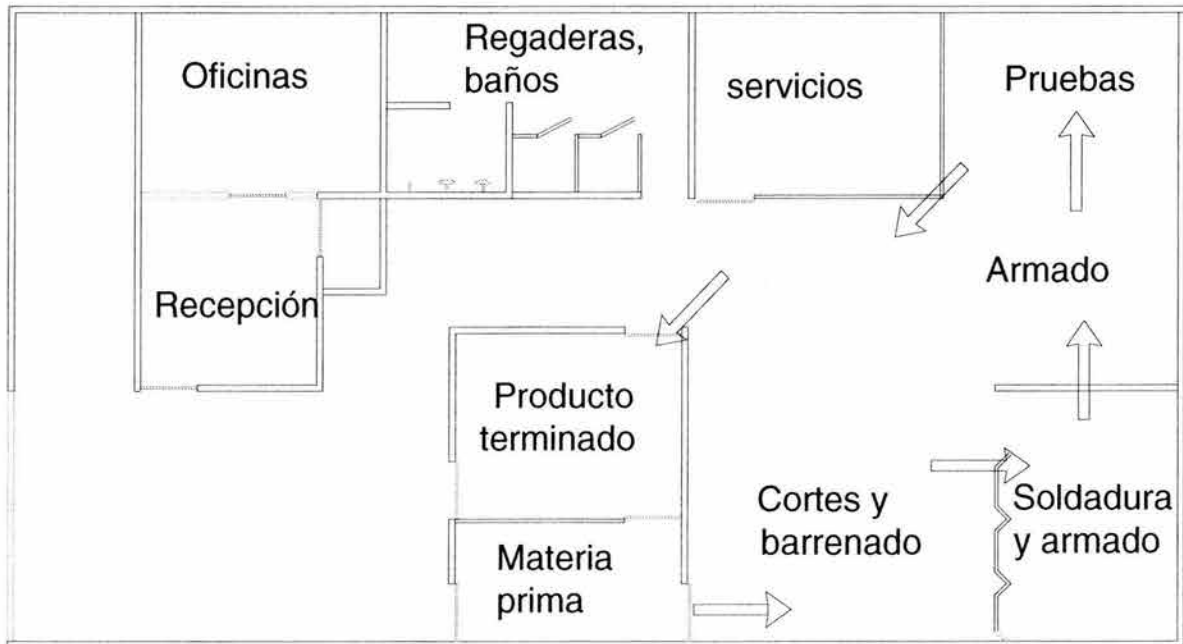 Oficinas
Regaderas,
baños
servicios
Pruebas
Recepción
Armado
Producto
terminado
Cortes y
barrenado
Soldadura
y armado
Materia
prima